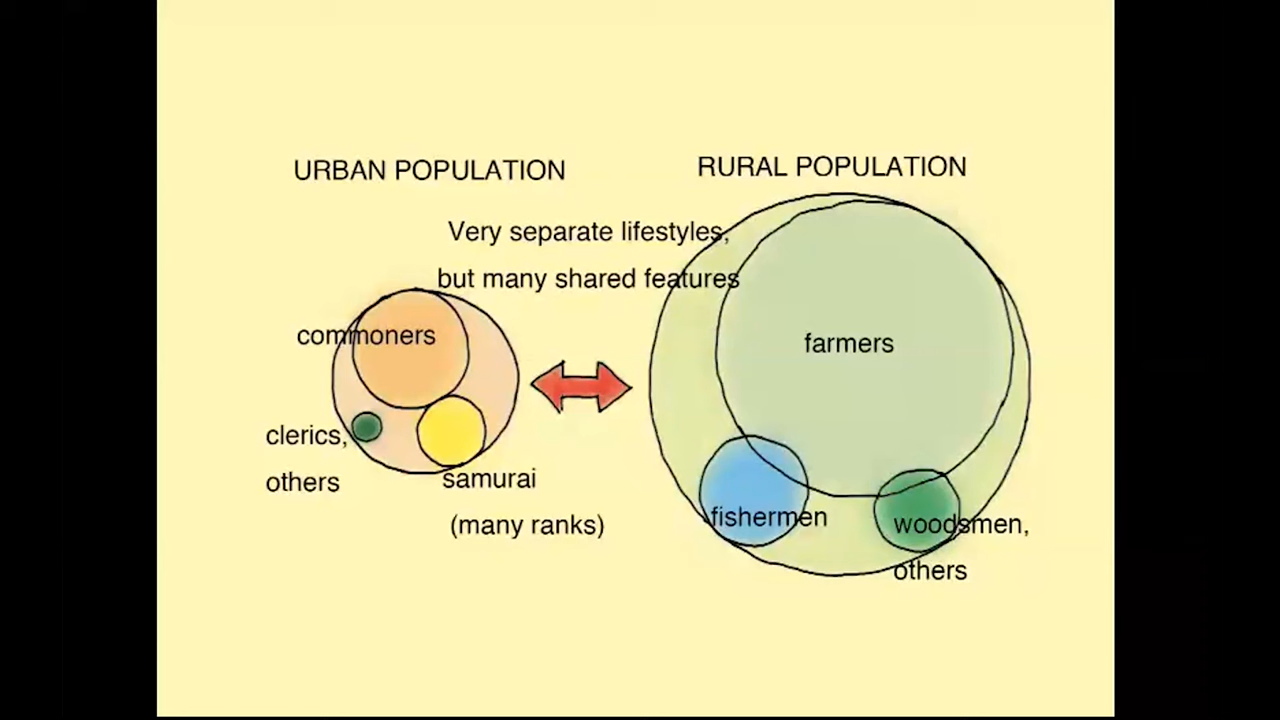 URBAN POPULATION
RURAL POPULATION
Very separate lifestyles,
but many shared features
commoners
farmers
clerics,
others
samurai
(many ranks)
fishermen
woodsmen,
others